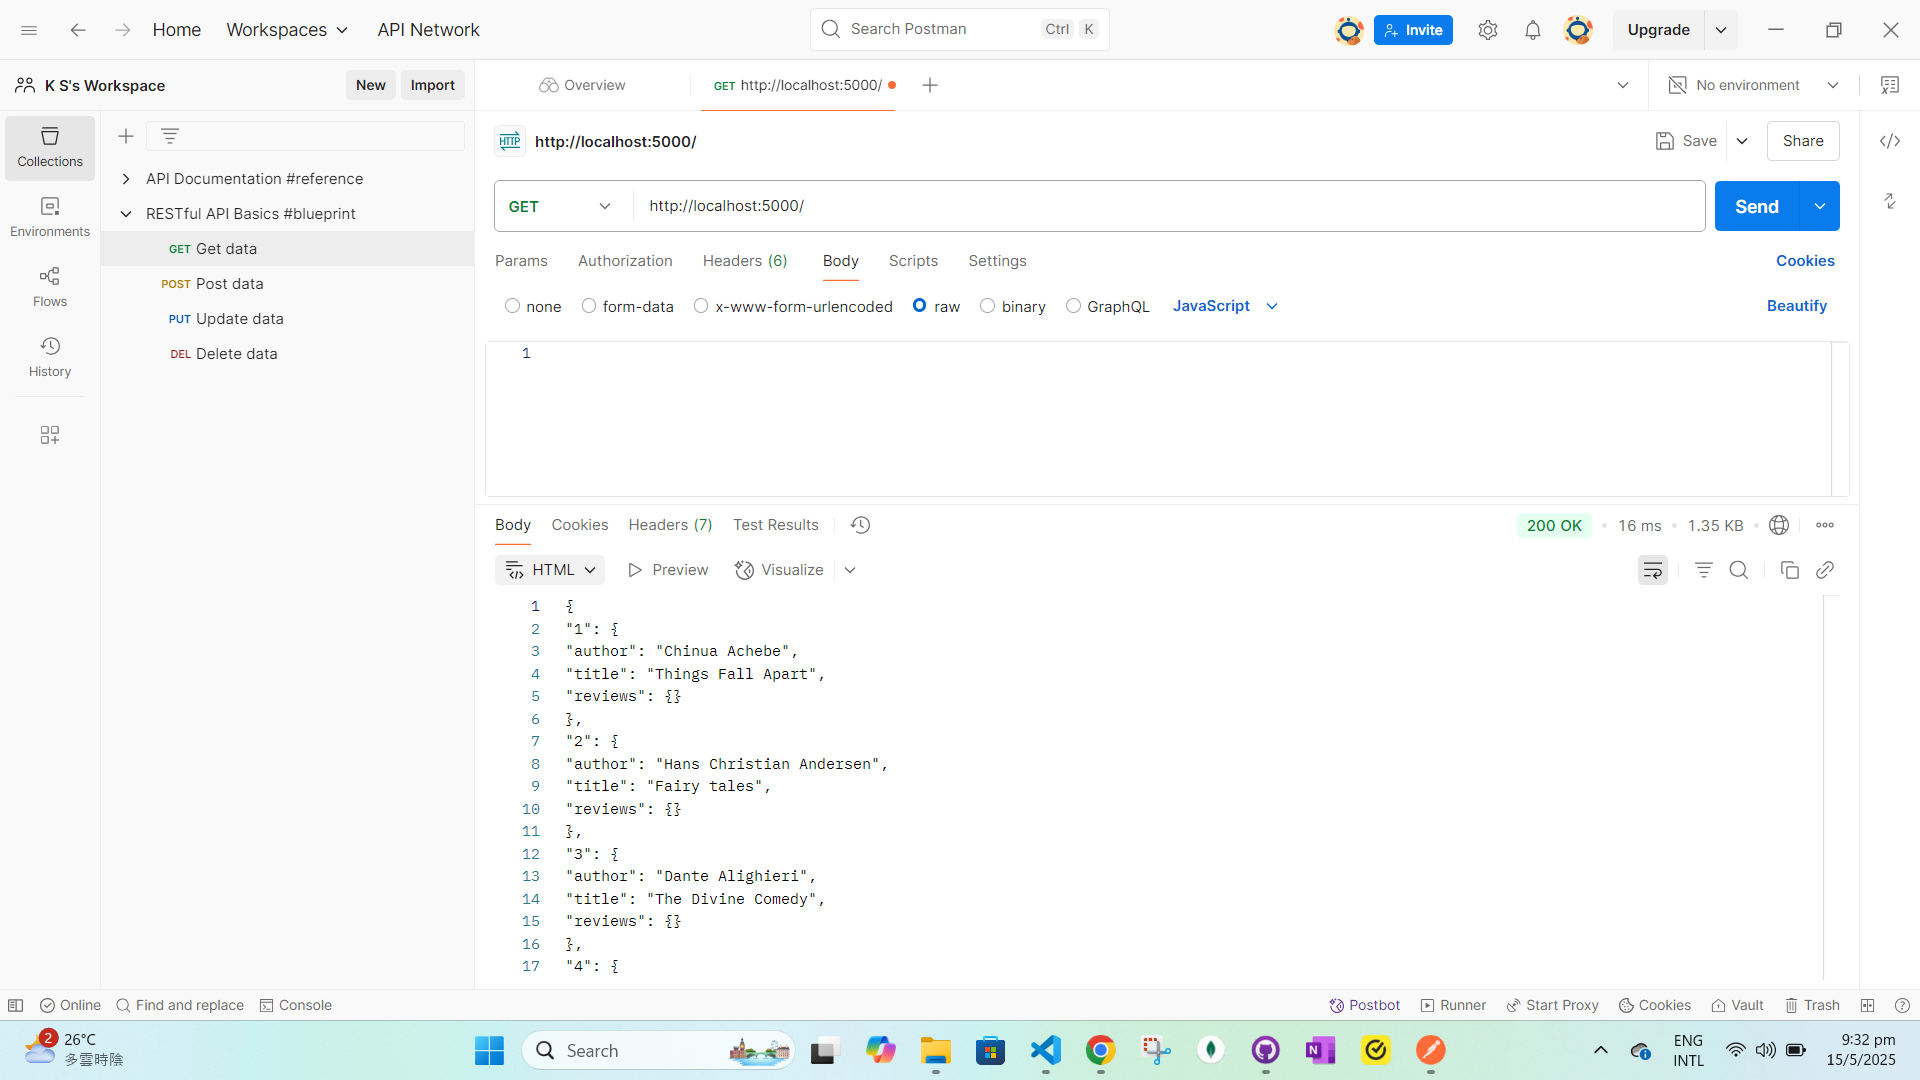 Home Workspaces API Network Search Postman Ctrl K Invite Upgrade
K S's Workspace New Import Overview GET http://localhost:5000/ No environment
Collections
Environments
Flows
History
API Documentation #reference
RESTful API Basics #blueprint
GET Get data
POST Post data
PUT Update data
DEL Delete data
HTTP http://localhost:5000/ Save Share
GET http://localhost:5000/ Send
Params Authorization Headers (6) Body Scripts Settings Cookies
none form-data x-www-form-urlencoded raw binary GraphQL JavaScript Beautify
1
Body Cookies Headers (7) Test Results 200 OK 16 ms 1.35 KB
HTML Preview Visualize
1 {
2 "1": {
3 "author": "Chinua Achebe",
4 "title": "Things Fall Apart",
5 "reviews": {}
6 },
7 "2": {
8 "author": "Hans Christian Andersen",
9 "title": "Fairy tales",
10 "reviews": {}
11 },
12 "3": {
13 "author": "Dante Alighieri",
14 "title": "The Divine Comedy",
15 "reviews": {}
16 },
17 "4": {
Online Find and replace Console Postbot Runner Start Proxy Cookies Vault Trash
2 26°C
多雲時陰
Search
ENG
INTL
9:32 pm
15/5/2025